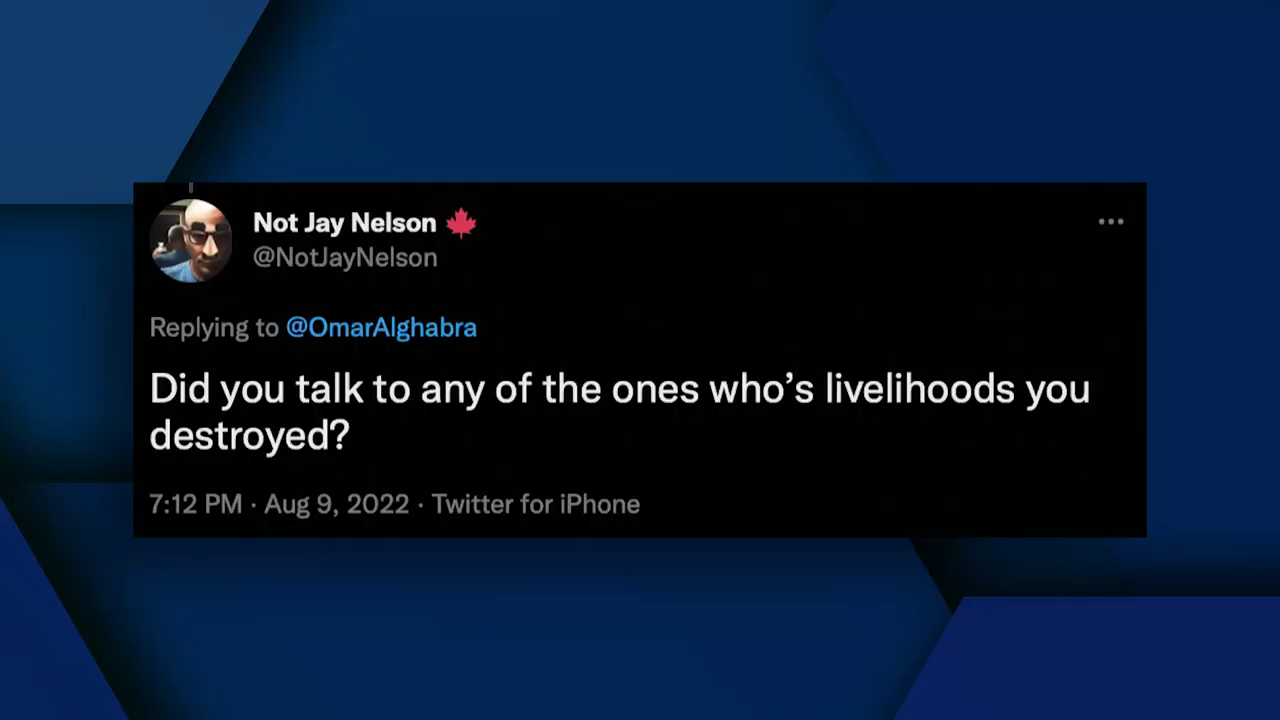 Not Jay Nelson 🍁
@NotJayNelson
Replying to @OmarAlghabra
Did you talk to any of the ones who’s livelihoods you
destroyed?
7:12 PM · Aug 9, 2022 · Twitter for iPhone